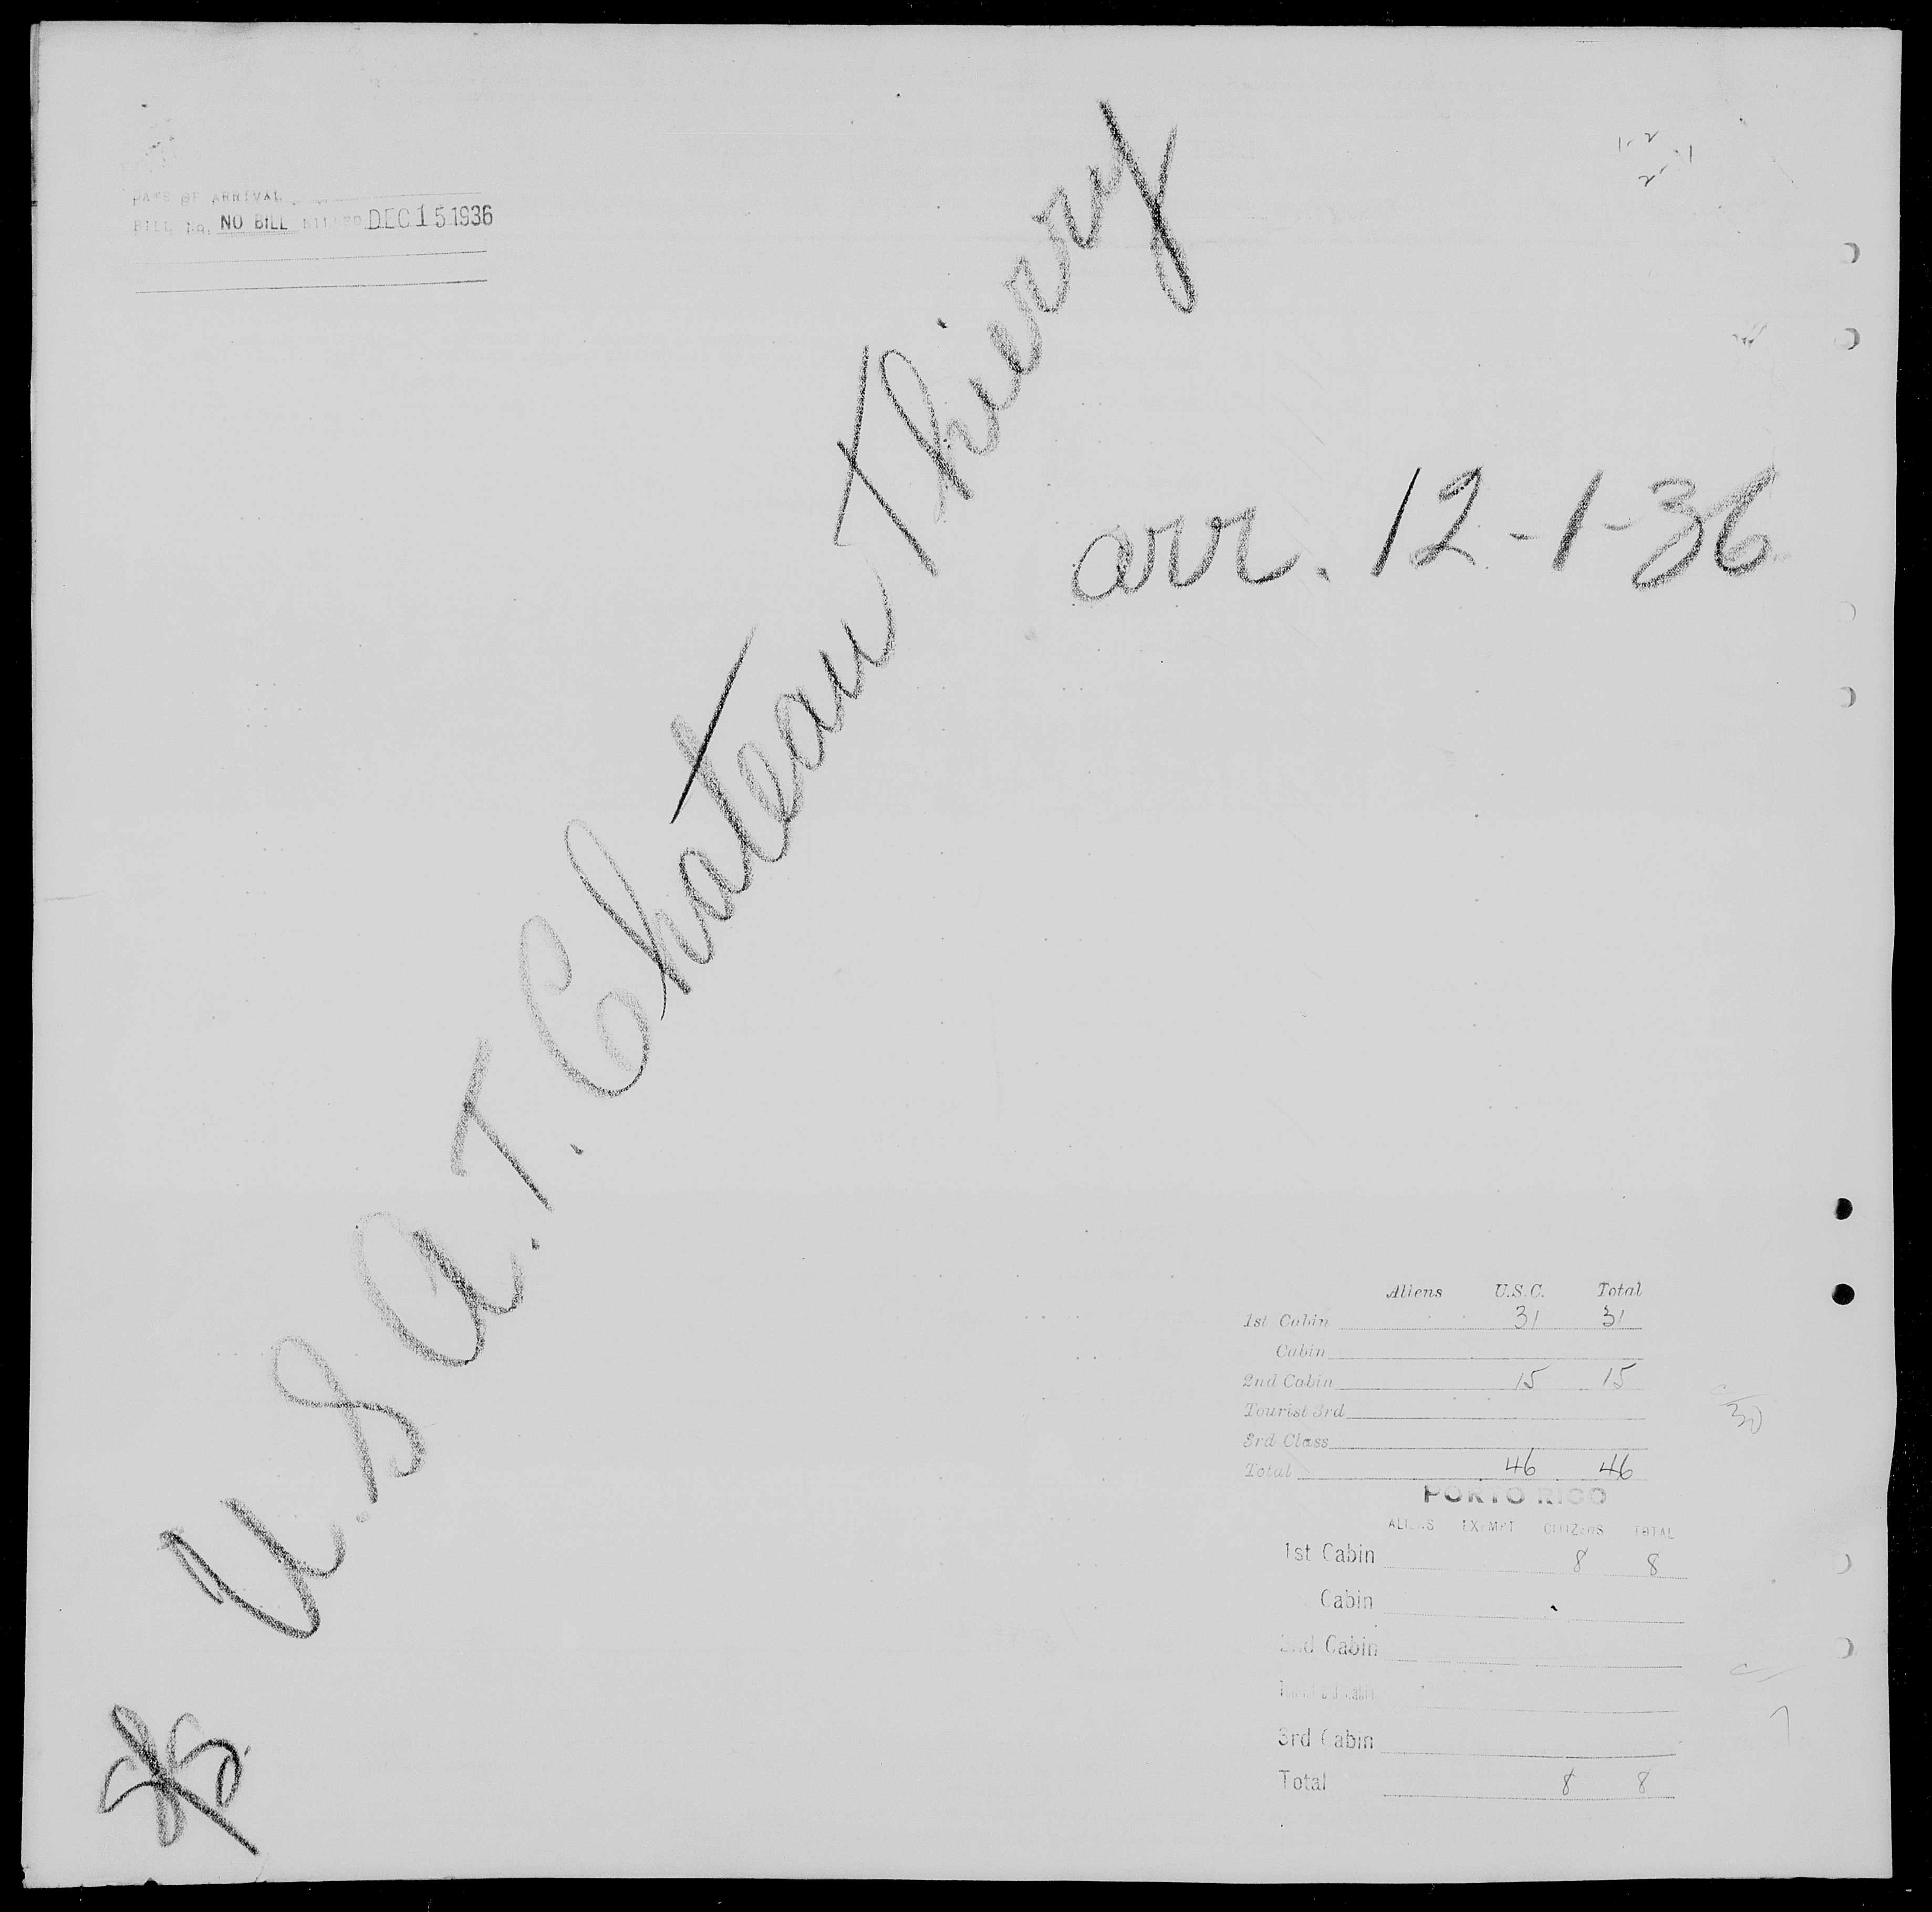 DATE OF ARRIVAL
BILL No. NO BILL BILLED DEC 15 1936
U.S.A.T. Chateau Thierry
arr. 12-1-36
Aliens U.S.C. Total
1st Cabin 31 31
Cabin
2nd Cabin 15 15
Tourist 3rd
3rd Class
Total 46 46
30
PORTO RICO
ALIENS EXEMPT CITIZENS TOTAL
1st Cabin 8 8
Cabin
2nd Cabin
3rd Cabin
Total 8 8